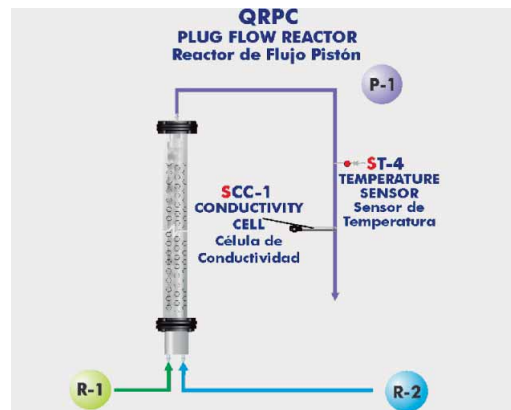 QRPC
PLUG FLOW REACTOR
Reactor de Flujo Pistón
P-1
ST-4
TEMPERATURE
SENSOR
Sensor de
Temperatura
SCC-1
CONDUCTIVITY
CELL
Célula de
Conductividad
R-1
R-2